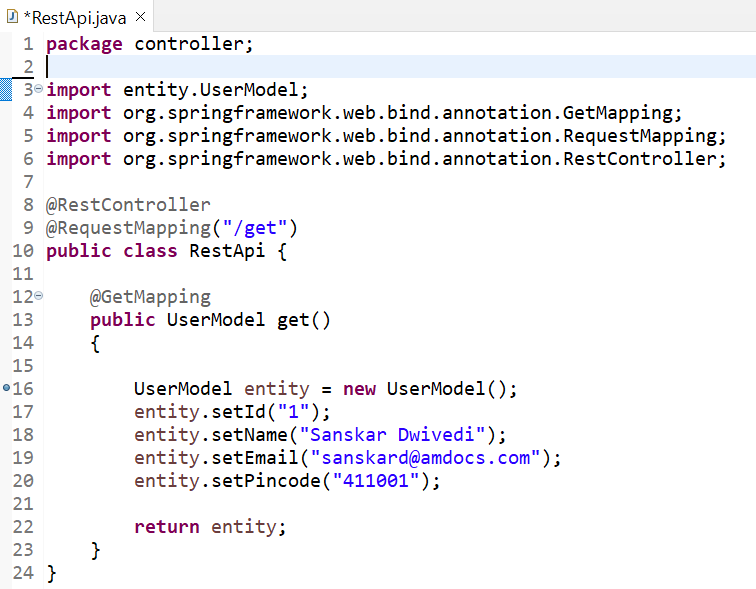 *RestApi.java
1 package controller;
2
3 import entity.UserModel;
4 import org.springframework.web.bind.annotation.GetMapping;
5 import org.springframework.web.bind.annotation.RequestMapping;
6 import org.springframework.web.bind.annotation.RestController;
7
8 @RestController
9 @RequestMapping("/get")
10 public class RestApi {
11
12 @GetMapping
13 public UserModel get()
14 {
15
16 UserModel entity = new UserModel();
17 entity.setId("1");
18 entity.setName("Sanskar Dwivedi");
19 entity.setEmail("sanskard@amdocs.com");
20 entity.setPincode("411001");
21
22 return entity;
23 }
24 }